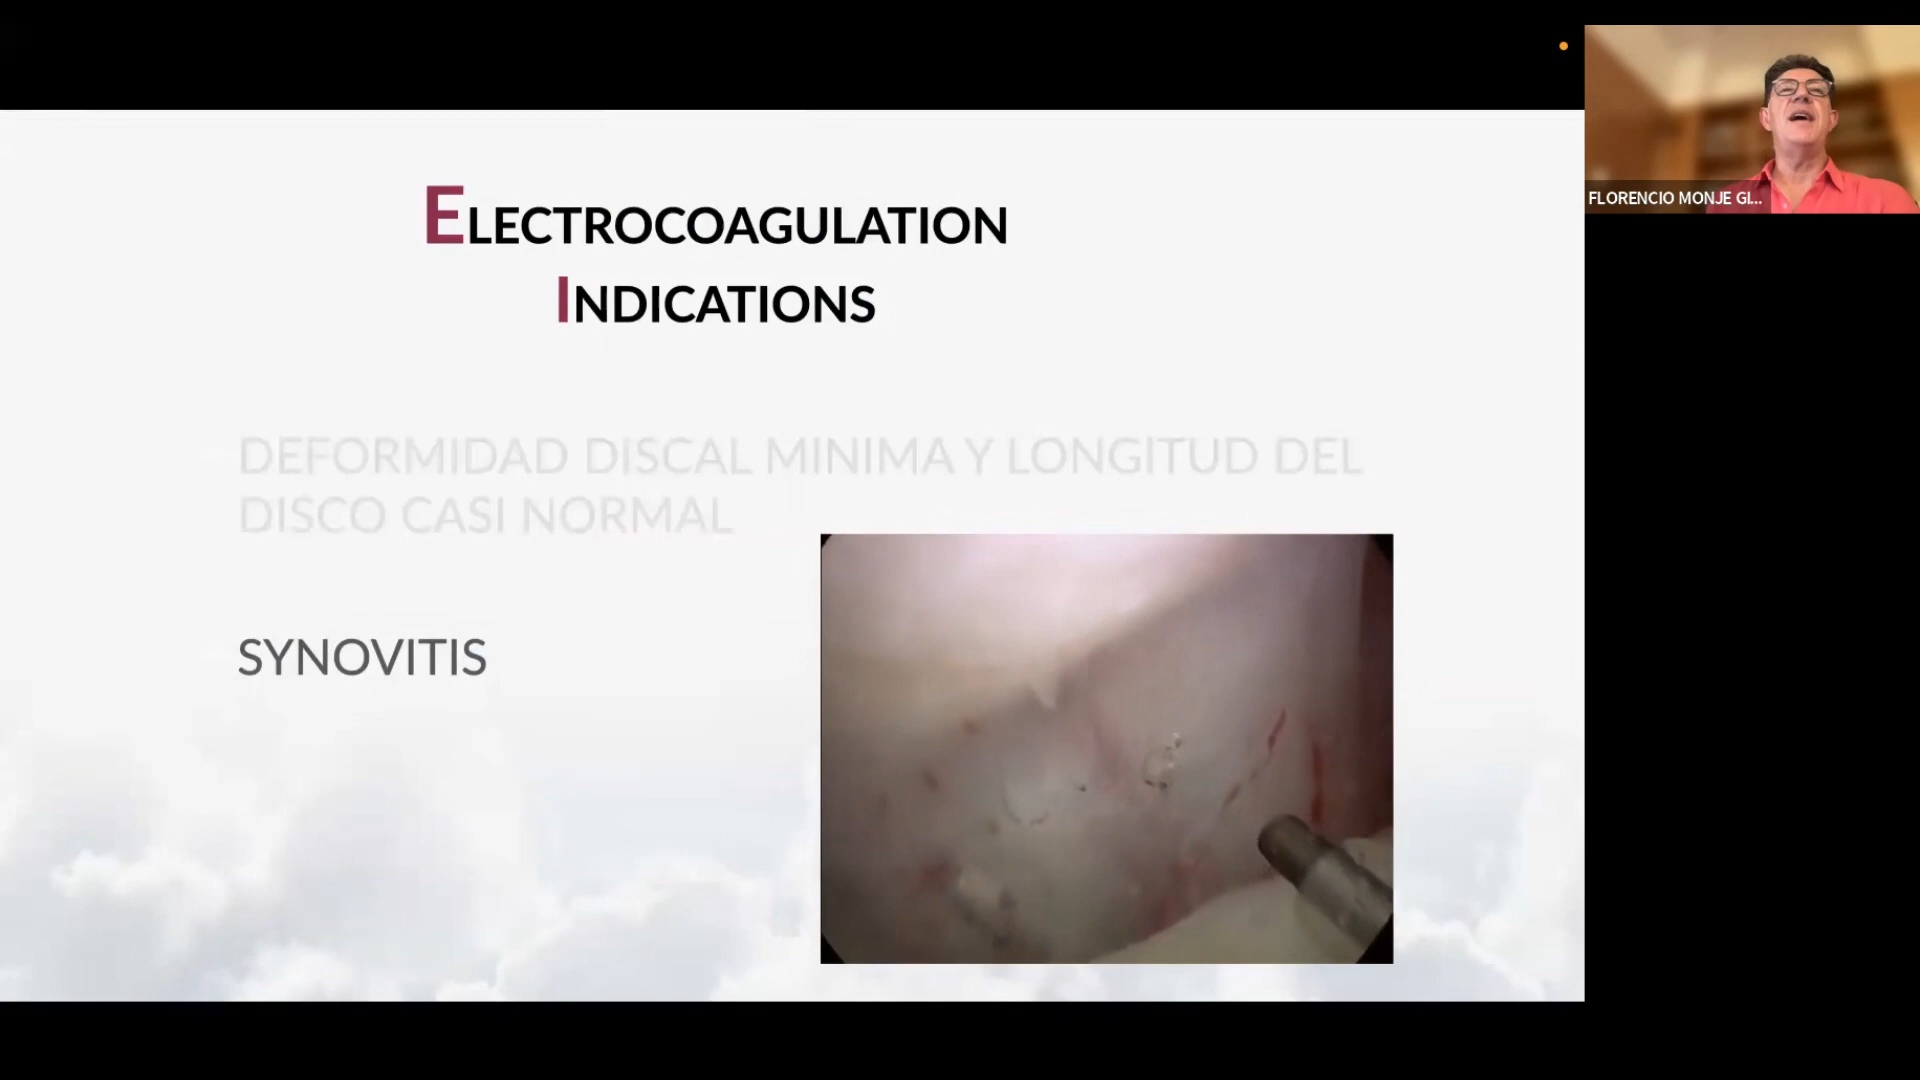 ELECTROCOAGULATION
INDICATIONS
DEFORMIDAD DISCAL MINIMA Y LONGITUD DEL
DISCO CASI NORMAL
SYNOVITIS
FLORENCIO MONJE GI...